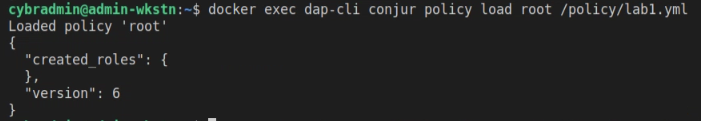 cybradmin@admin-wkstn:~$ docker exec dap-cli conjur policy load root /policy/lab1.yml
Loaded policy 'root'
{
  "created_roles": {
  },
  "version": 6
}